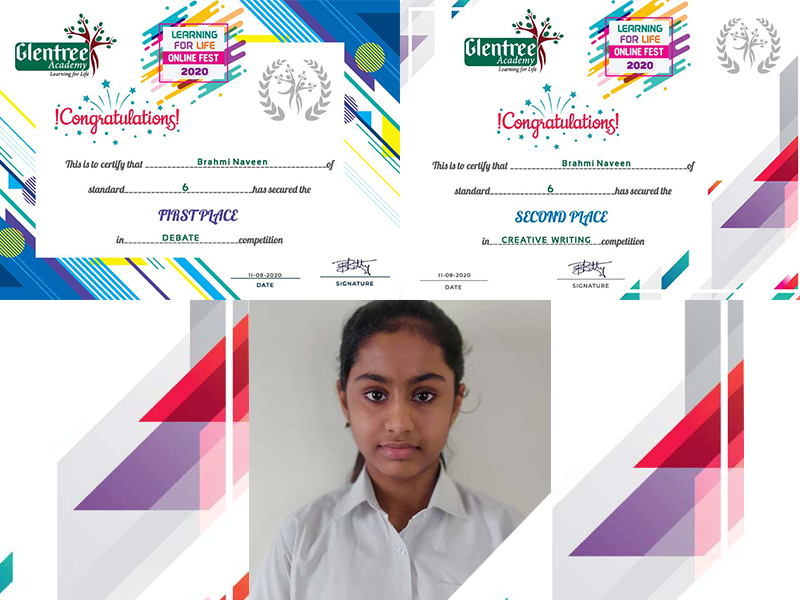 Glentree
Academy
Learning for Life
LEARNING
FOR LIFE
ONLINE FEST
2020
!Congratulations!
This is to certify that Brahmi Naveen of
standard 6 has secured the
FIRST PLACE
in DEBATE competition
11-08-2020
DATE
SIGNATURE
Glentree
Academy
Learning for Life
LEARNING
FOR LIFE
ONLINE FEST
2020
!Congratulations!
This is to certify that Brahmi Naveen of
standard 6 has secured the
SECOND PLACE
in CREATIVE WRITING competition
11-08-2020
DATE
SIGNATURE